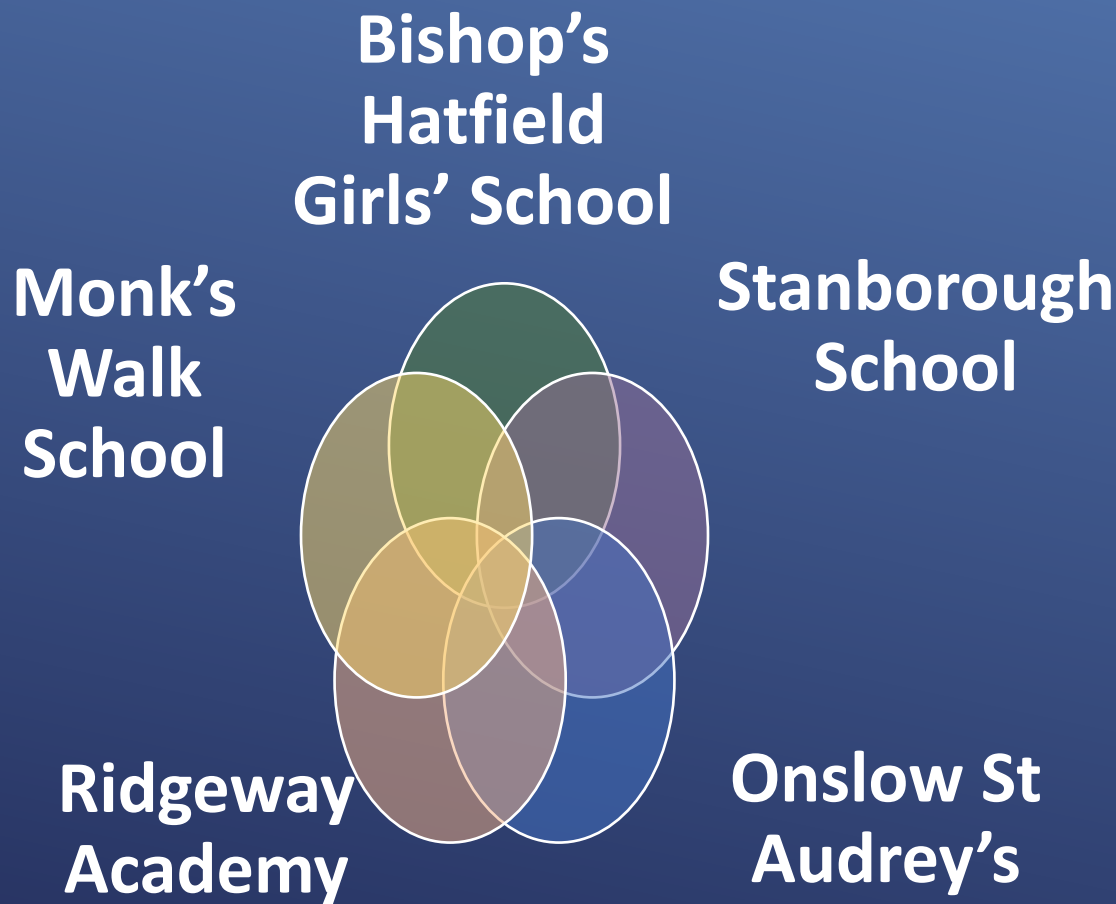 Bishop’s
Hatfield
Girls’ School
Monk’s
Walk
School
Stanborough
School
Ridgeway
Academy
Onslow St
Audrey’s